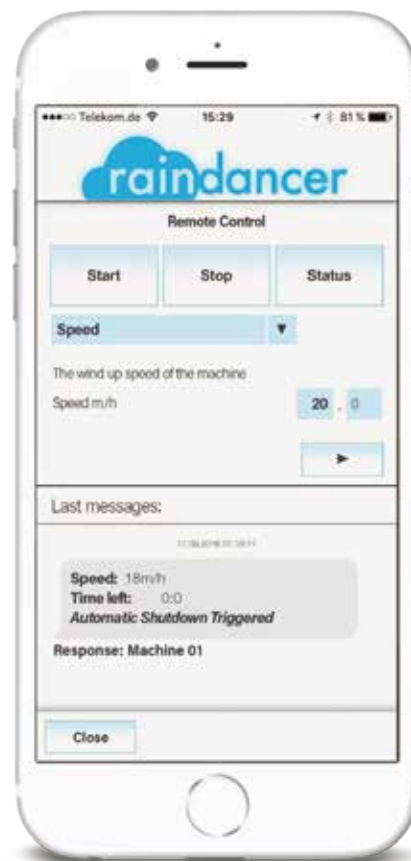 ●●●○○ Telekom.de 15:29 81 %
raindancer
Remote Control
Start Stop Status
Speed ▼
The wind up speed of the machine
Speed m/h 20 . 0
Last messages:
Speed: 18m/h
Time left: 0:0
Automatic Shutdown Triggered
Response: Machine 01
Close